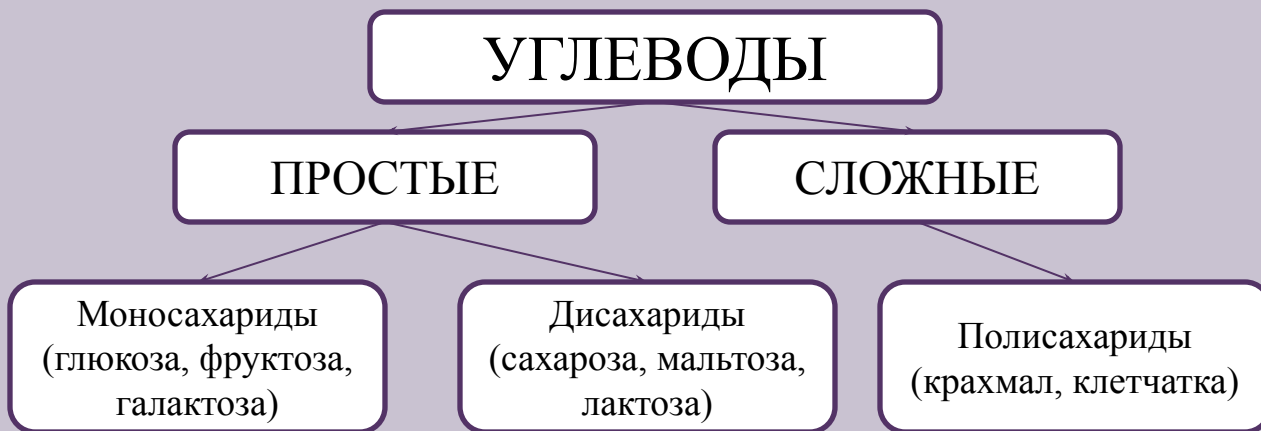 УГЛЕВОДЫ
ПРОСТЫЕ
СЛОЖНЫЕ
Моносахариды
(глюкоза, фруктоза,
галактоза)
Дисахариды
(сахароза, мальтоза,
лактоза)
Полисахариды
(крахмал, клетчатка)